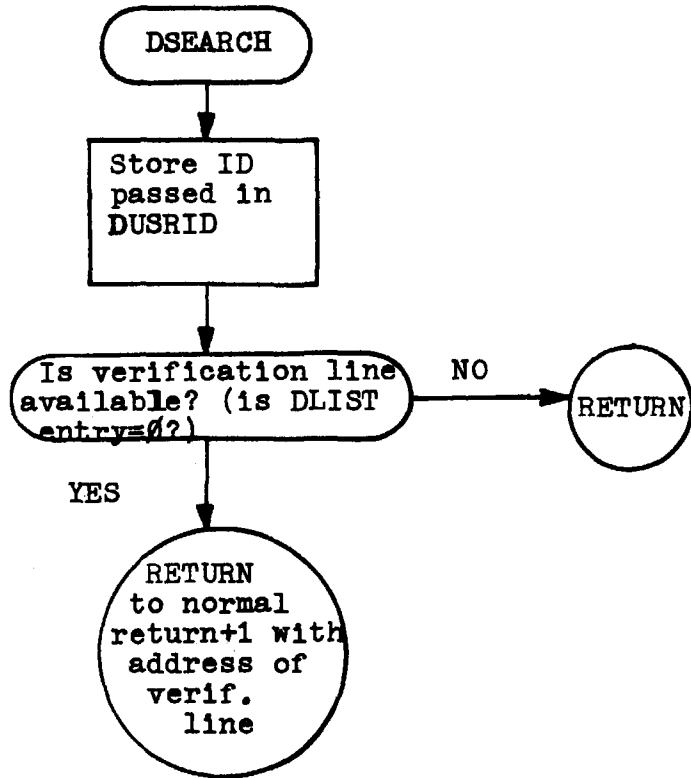 DSEARCH
Store ID
passed in
DUSRID
Is verification line
available? (is DLIST
entry=Ø?)
NO
RETURN
YES
RETURN
to normal
return+1 with
address of
verif.
line